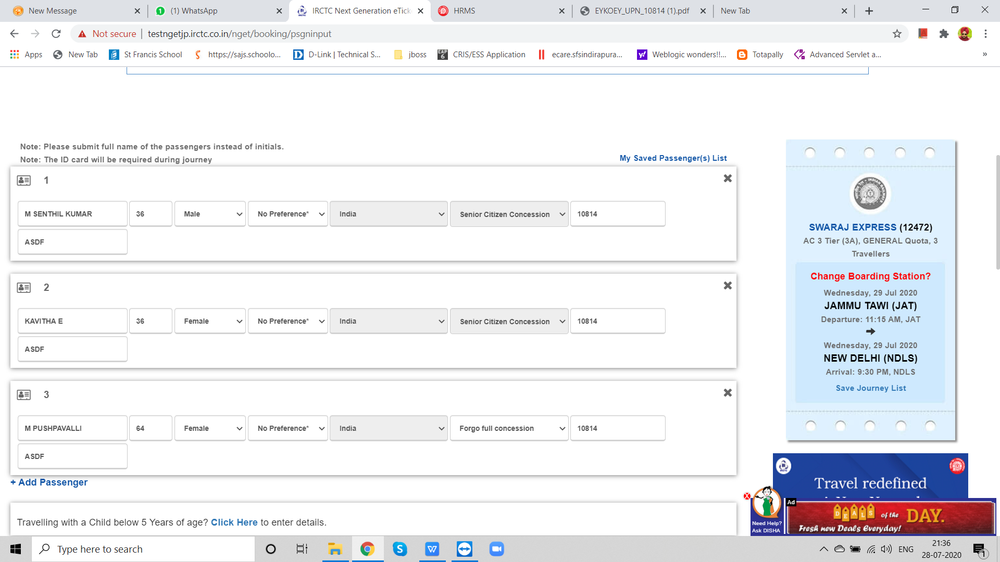 New Message
(1) WhatsApp
IRCTC Next Generation eTick
HRMS
EYKOEY_UPN_10814 (1).pdf
New Tab
Not secure
testngetjp.irctc.co.in/nget/booking/psgninput
Apps
New Tab
St Francis School
https://sajs.schoolo...
D-Link | Technical S...
jboss
CRIS/ESS Application
ecare.sfsindirapura...
Weblogic wonders!!...
Totapally
Advanced Servlet a...
»
Note: Please submit full name of the passengers instead of initials.
Note: The ID card will be required during journey
My Saved Passenger(s) List
1
M SENTHIL KUMAR
36
Male
No Preference*
India
Senior Citizen Concession
10814
ASDF
2
KAVITHA E
36
Female
No Preference*
India
Senior Citizen Concession
10814
ASDF
3
M PUSHPAVALLI
64
Female
No Preference*
India
Forgo full concession
10814
ASDF
+ Add Passenger
Travelling with a Child below 5 Years of age? Click Here to enter details.
SWARAJ EXPRESS (12472)
AC 3 Tier (3A), GENERAL Quota, 3
Travellers
Change Boarding Station?
Wednesday, 29 Jul 2020
JAMMU TAWI (JAT)
Departure: 11:15 AM, JAT
Wednesday, 29 Jul 2020
NEW DELHI (NDLS)
Arrival: 9:30 PM, NDLS
Save Journey List
Travel redefined
Ad
DEALS of the DAY.
Fresh new Deals Everyday!
Need Help?
Ask DISHA
Type here to search
ENG
21:36
28-07-2020
1